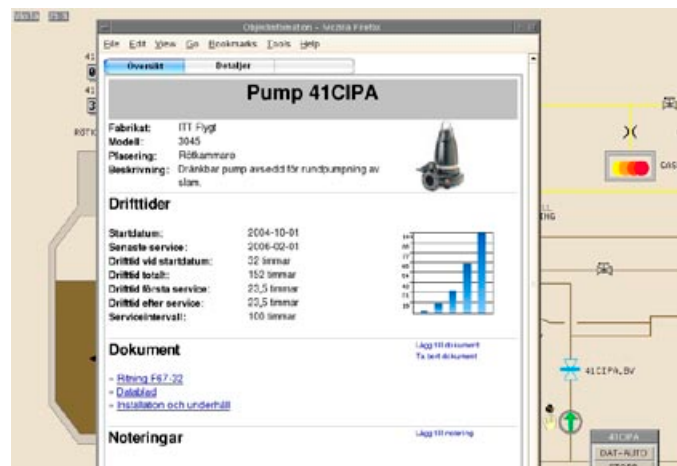 Objektinformation - Mozilla Firefox
File Edit View Go Bookmarks Tools Help
Översikt Detaljer
Pump 41CIPA
Fabrikat: ITT Flygt
Modell: 3045
Placering: Rötkammare
Beskrivning: Dränkbar pump avsedd för rundpumpning av
slam.
Drifttider
Startdatum: 2004-10-01
Senaste service: 2006-02-01
Drifttid vid startdatum: 32 timmar
Drifttid totalt: 152 timmar
Drifttid första service: 23,5 timmar
Drifttid efter service: 23,5 timmar
Serviceintervall: 100 timmar
Dokument
Lägg till dokument
Ta bort dokument
- Ritning F67-32
- Datablad
- Installation och underhåll
Noteringar
Lägg till notering
GAS
ING
41CIPA.BV
41CIPA
DAT-AUTO